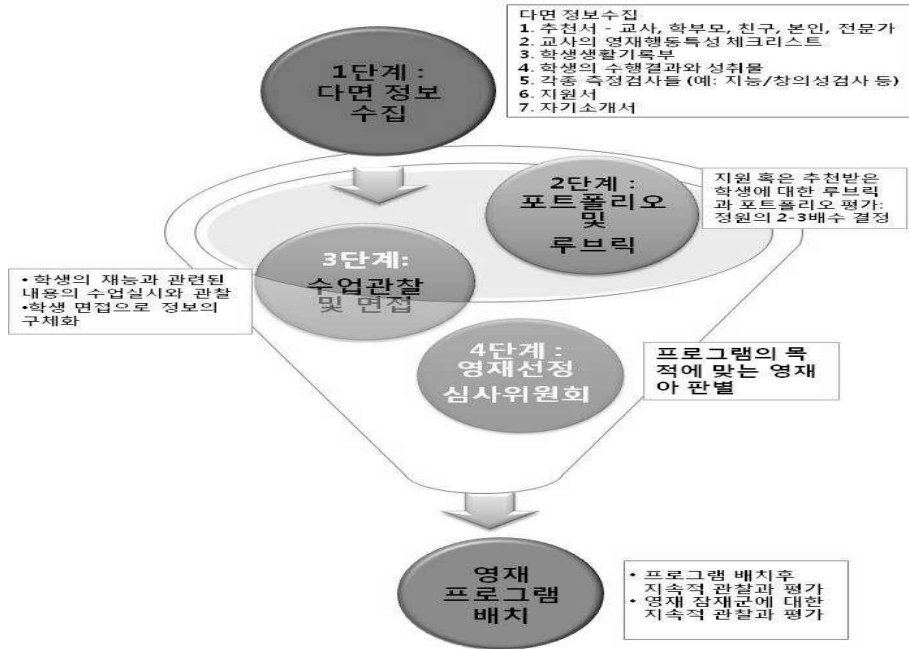 다면 정보수집
1. 추천서 - 교사, 학부모, 친구, 본인, 전문가
2. 교사의 영재행동특성 체크리스트
3. 학생생활기록부
4. 학생의 수행결과와 성취물
5. 각종 측정검사들 (예: 지능/창의성검사 등)
6. 지원서
7. 자기소개서
1단계 :
다면 정보
수집
2단계 :
포트폴리오
및
루브릭
지원 혹은 추천받은
학생에 대한 루브릭
과 포트폴리오 평가:
정원의 2-3배수 결정
3단계:
수업관찰
및 면접
• 학생의 재능과 관련된
내용의 수업실시와 관찰
•학생 면접으로 정보의
구체화
4단계 :
영재선정
심사위원회
프로그램의 목
적에 맞는 영재
아 판별
영재
프로그램
배치
• 프로그램 배치후
지속적 관찰과 평가
• 영재 잠재군에 대한
지속적 관찰과 평가